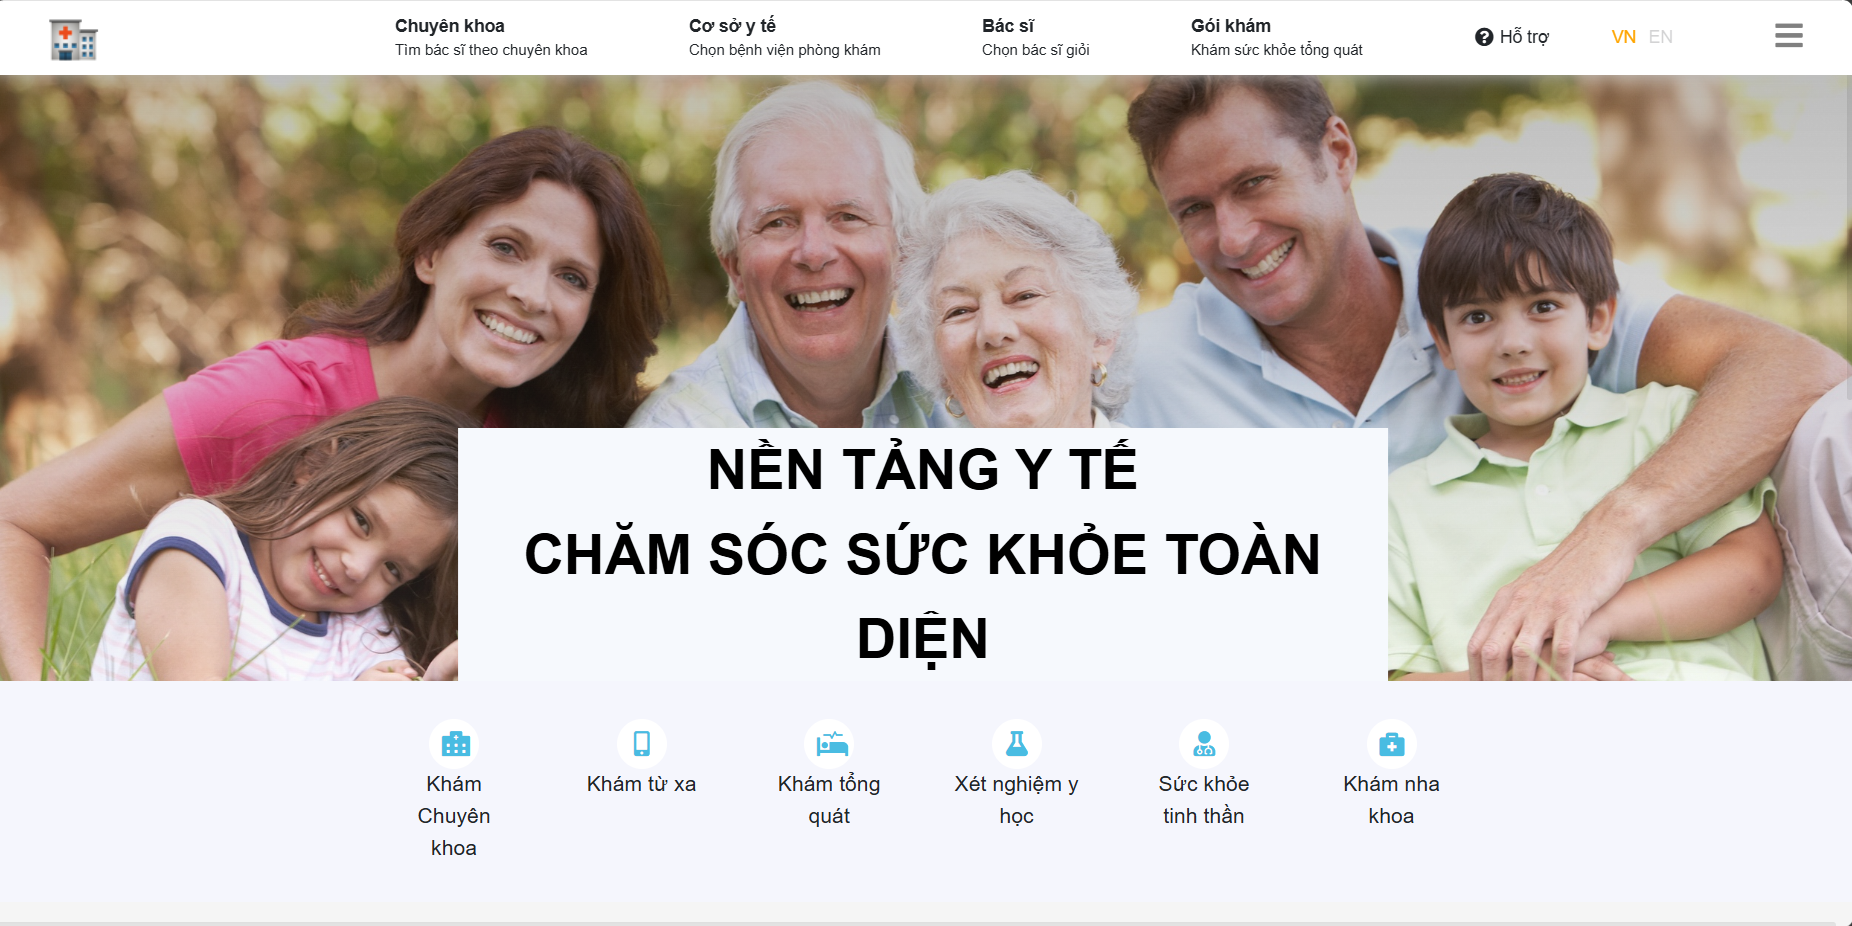 Chuyên khoa
Tìm bác sĩ theo chuyên khoa
Cơ sở y tế
Chọn bệnh viện phòng khám
Bác sĩ
Chọn bác sĩ giỏi
Gói khám
Khám sức khỏe tổng quát
Hỗ trợ
VN EN
NỀN TẢNG Y TẾ
CHĂM SÓC SỨC KHỎE TOÀN
DIỆN
Khám
Chuyên
khoa
Khám từ xa
Khám tổng
quát
Xét nghiệm y
học
Sức khỏe
tinh thần
Khám nha
khoa